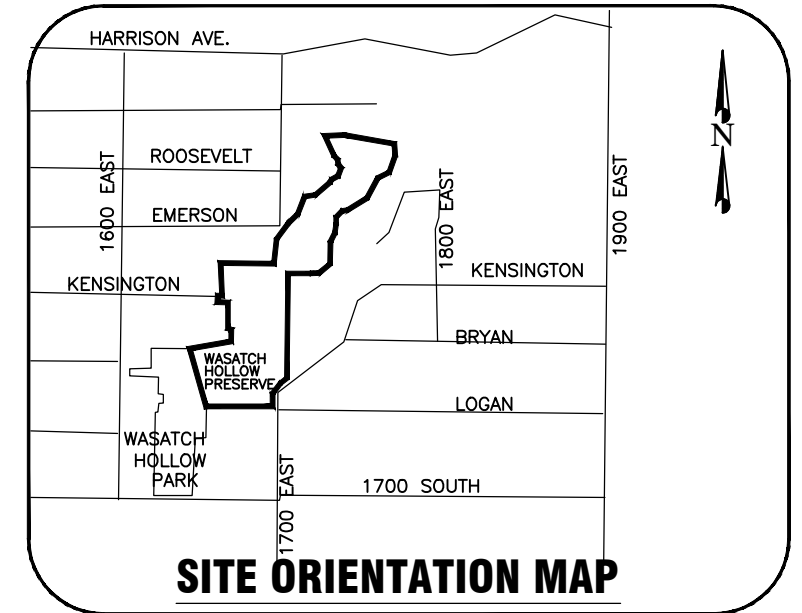 HARRISON AVE.
N
ROOSEVELT
1600 EAST
1800 EAST
1900 EAST
EMERSON
KENSINGTON
KENSINGTON
BRYAN
WASATCH
HOLLOW
PRESERVE
LOGAN
WASATCH
HOLLOW
PARK
1700 EAST
1700 SOUTH
SITE ORIENTATION MAP